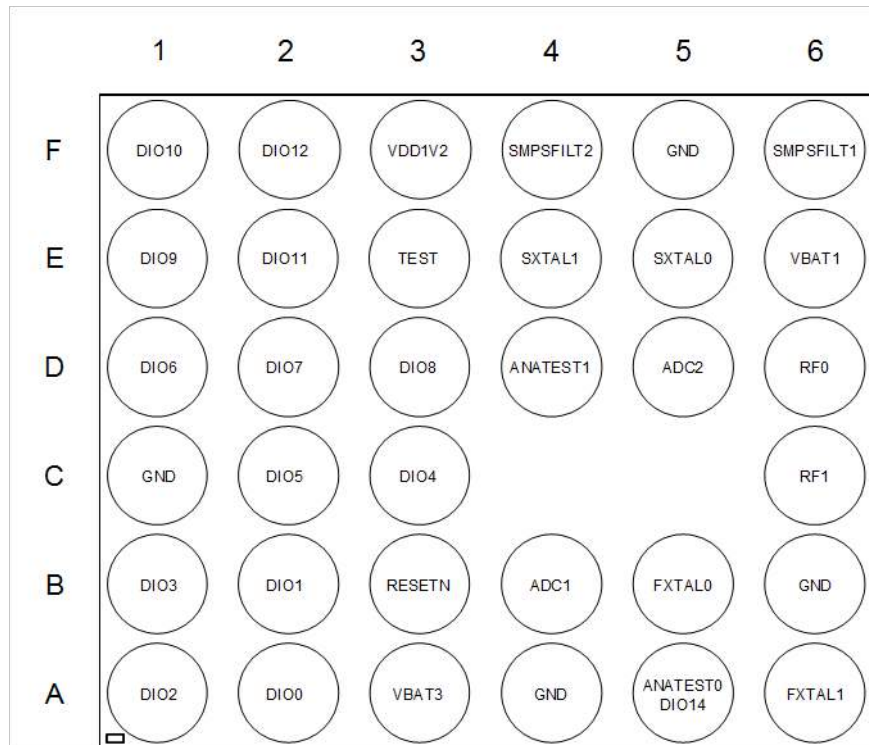 1 2 3 4 5 6
F DIO10 DIO12 VDD1V2 SMPSFILT2 GND SMPSFILT1
E DIO9 DIO11 TEST SXTAL1 SXTAL0 VBAT1
D DIO6 DIO7 DIO8 ANATEST1 ADC2 RF0
C GND DIO5 DIO4 RF1
B DIO3 DIO1 RESETN ADC1 FXTAL0 GND
A DIO2 DIO0 VBAT3 GND ANATEST0 FXTAL1
DIO14